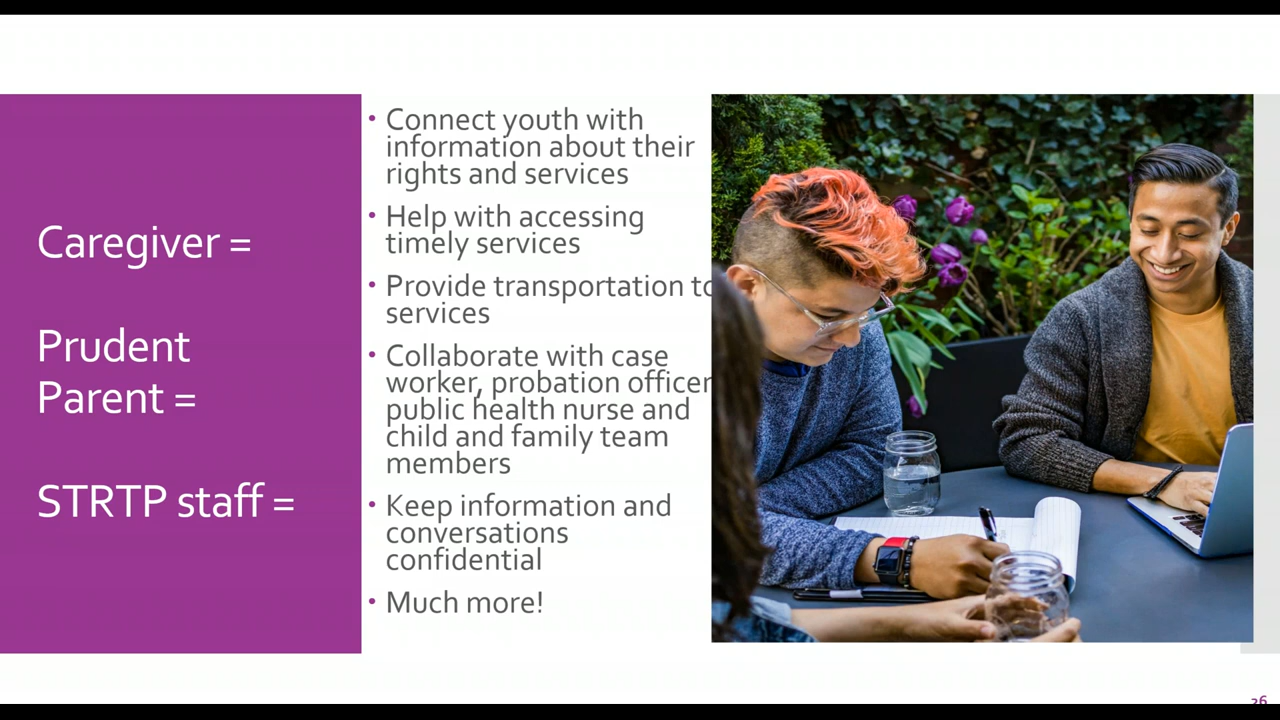 Caregiver =
Prudent
Parent =
STRTP staff =
• Connect youth with
information about their
rights and services
• Help with accessing
timely services
• Provide transportation to
services
• Collaborate with case
worker, probation officer
public health nurse and
child and family team
members
• Keep information and
conversations
confidential
• Much more!
26